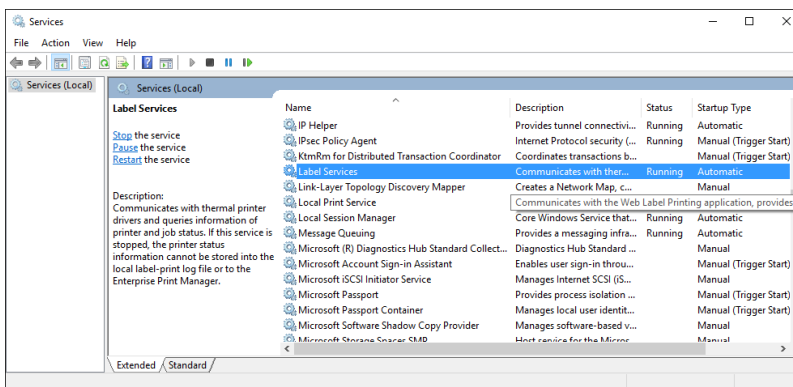 Services
File Action View Help
Services (Local)
Services (Local)
Label Services
Stop the service
Pause the service
Restart the service
Description:
Communicates with thermal printer
drivers and queries information of
printer and job status. If this service is
stopped, the printer status
information cannot be stored into the
local label-print log file or to the
Enterprise Print Manager.
Name Description Status Startup Type
IP Helper Provides tunnel connectivi... Running Automatic
IPsec Policy Agent Internet Protocol security (... Running Manual (Trigger Start)
KtmRm for Distributed Transaction Coordinator Coordinates transactions b... Manual (Trigger Start)
Label Services Communicates with ther... Running Automatic
Link-Layer Topology Discovery Mapper Creates a Network Map, c... Manual
Local Print Service Communicates with the Web Label Printing application, provides
Local Session Manager Core Windows Service that... Running Automatic
Message Queuing Provides a messaging infra... Running Automatic
Microsoft (R) Diagnostics Hub Standard Collect... Diagnostics Hub Standard ... Manual
Microsoft Account Sign-in Assistant Enables user sign-in throu... Manual (Trigger Start)
Microsoft iSCSI Initiator Service Manages Internet SCSI (iS... Manual
Microsoft Passport Provides process isolation ... Manual (Trigger Start)
Microsoft Passport Container Manages local user identit... Manual (Trigger Start)
Microsoft Software Shadow Copy Provider Manages software-based v... Manual
Microsoft Storage Spaces SMP Host service for the Micros... Manual
Extended Standard